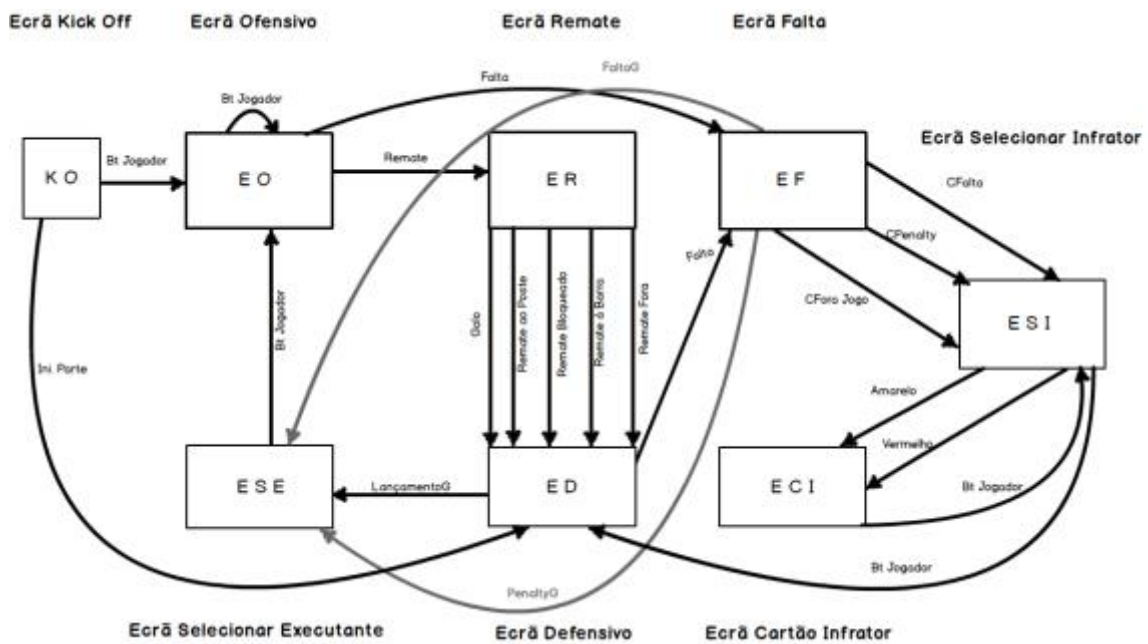 Ecrã Kick Off
Ecrã Ofensivo
Ecrã Remate
Ecrã Falta
FaltaG
Falta
Bt Jogador
Ecrã Selecionar Infrator
Bt Jogador
Remate
K O
E O
E R
E F
CFalta
CPenalty
Falta
CFora Jogo
Bt Jogador
Golo
Remate ao Poste
Remate Bloqueado
Remate á Barra
Remate Fora
E S I
Ini. Parte
Amarelo
Vermelho
E S E
LançamentoG
E D
E C I
Bt Jogador
Bt Jogador
PenaltyG
Ecrã Selecionar Executante
Ecrã Defensivo
Ecrã Cartão Infrator